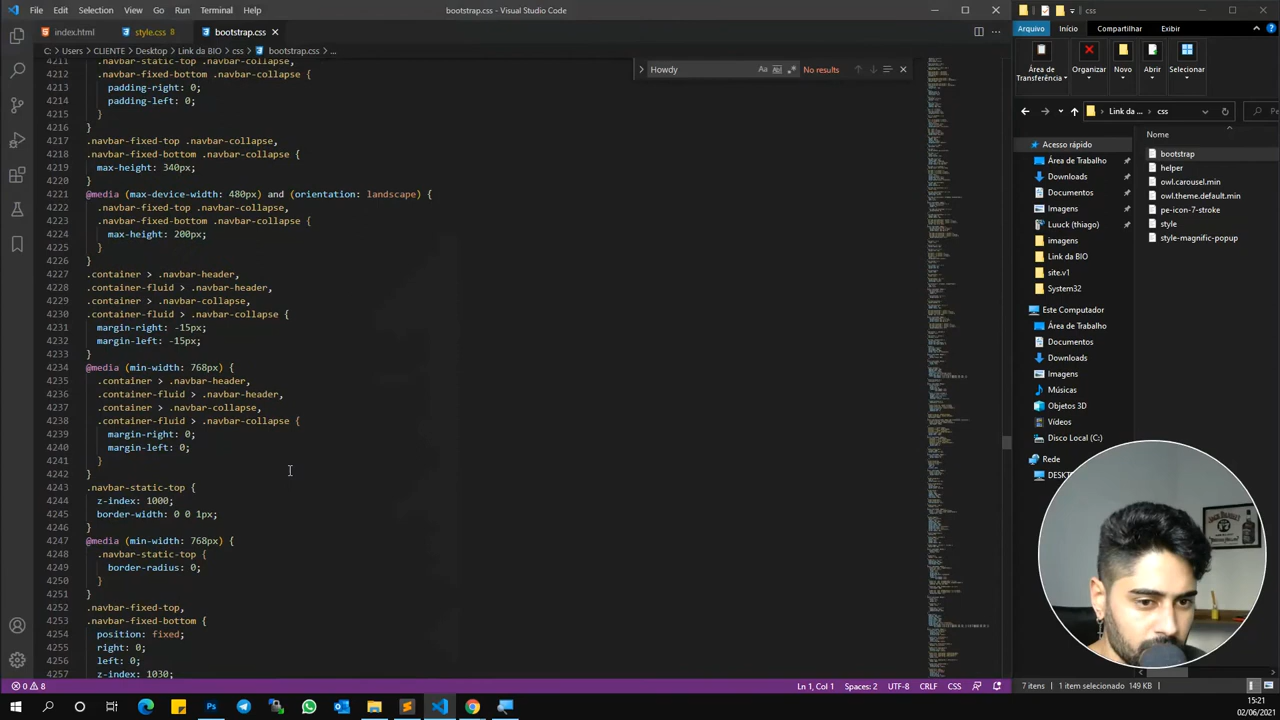 File Edit Selection View Go Run Terminal Help
bootstrap.css - Visual Studio Code
index.html
style.css 8
bootstrap.css
C: > Users > CLIENTE > Desktop > Link da BIO > css > bootstrap.css > ...
Howdy
Aa
No results
4211 .navbar-static-top .navbar-collapse,
4212 .navbar-fixed-bottom .navbar-collapse {
4213 padding-right: 0;
4214 padding-left: 0;
4215 }
4216 }
4217 .navbar-fixed-top .navbar-collapse,
4218 .navbar-fixed-bottom .navbar-collapse {
4219 max-height: 340px;
4220 }
4221 @media (max-device-width: 480px) and (orientation: landscape) {
4222 .navbar-fixed-top .navbar-collapse,
4223 .navbar-fixed-bottom .navbar-collapse {
4224 max-height: 200px;
4225 }
4226 }
4227 .container > .navbar-header,
4228 .container-fluid > .navbar-header,
4229 .container > .navbar-collapse,
4230 .container-fluid > .navbar-collapse {
4231 margin-right: -15px;
4232 margin-left: -15px;
4233 }
4234 @media (min-width: 768px) {
4235 .container > .navbar-header,
4236 .container-fluid > .navbar-header,
4237 .container > .navbar-collapse,
4238 .container-fluid > .navbar-collapse {
4239 margin-right: 0;
4240 margin-left: 0;
4241 }
4242 }
4243 .navbar-static-top {
4244 z-index: 1000;
4245 border-width: 0 0 1px;
4246 }
4247 @media (min-width: 768px) {
4248 .navbar-static-top {
4249 border-radius: 0;
4250 }
4251 }
4252 .navbar-fixed-top,
4253 .navbar-fixed-bottom {
4254 position: fixed;
4255 right: 0;
4256 left: 0;
4257 z-index: 1030;
0 8
Ln 1, Col 1 Spaces: 2 UTF-8 CRLF CSS
css
Arquivo Início Compartilhar Exibir
Área de Transferência
Organizar
Novo
Abrir
Selecionar
Link da ... > css
Nome
bootstrap
helper
owl.carousel.min
owl.theme.default.min
pe-icon-7-stroke
style
style-magnific-popup
Acesso rápido
Área de Trabalho
Downloads
Documentos
Imagens
Luuck (thiago)
imagens
Link da BIO
site.v1
System32
Este Computador
Área de Trabalho
Documentos
Downloads
Imagens
Músicas
Objetos 3D
Vídeos
Disco Local (C:)
Rede
7 itens 1 item selecionado 149 KB
15:21
02/06/2021